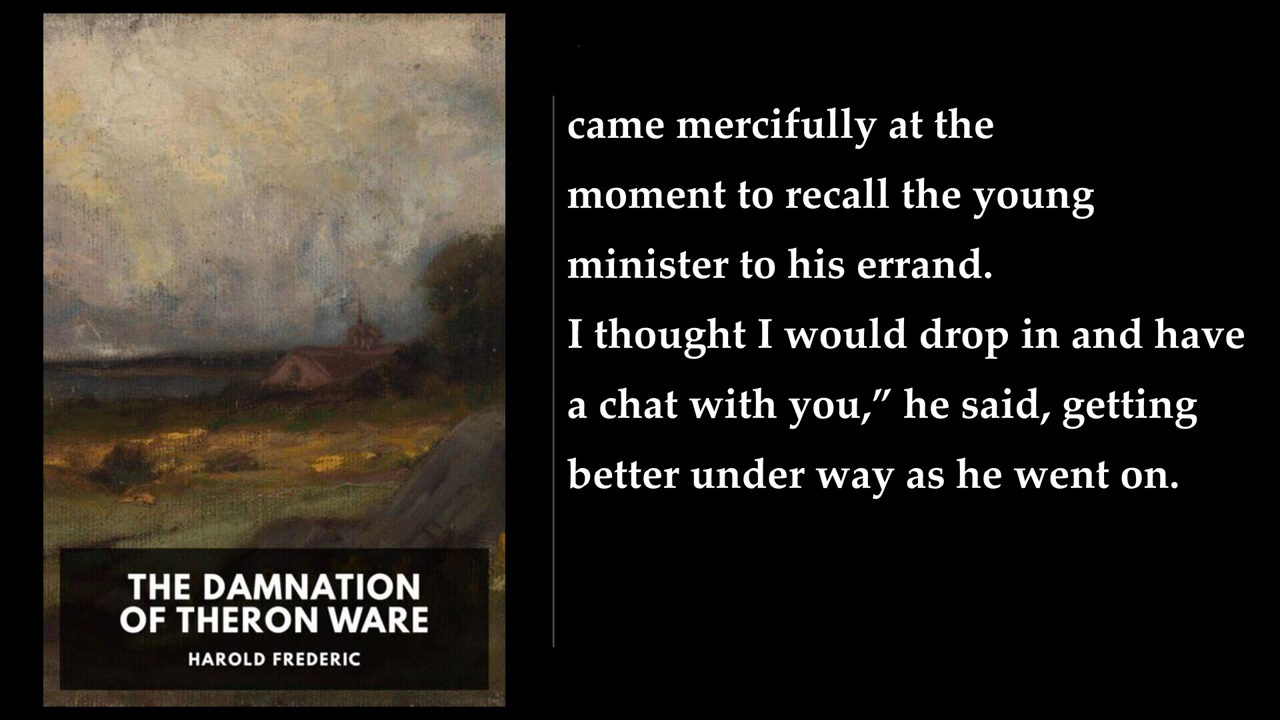 came mercifully at the
moment to recall the young
minister to his errand.
I thought I would drop in and have
a chat with you,” he said, getting
better under way as he went on.
THE DAMNATION
OF THERON WARE
HAROLD FREDERIC